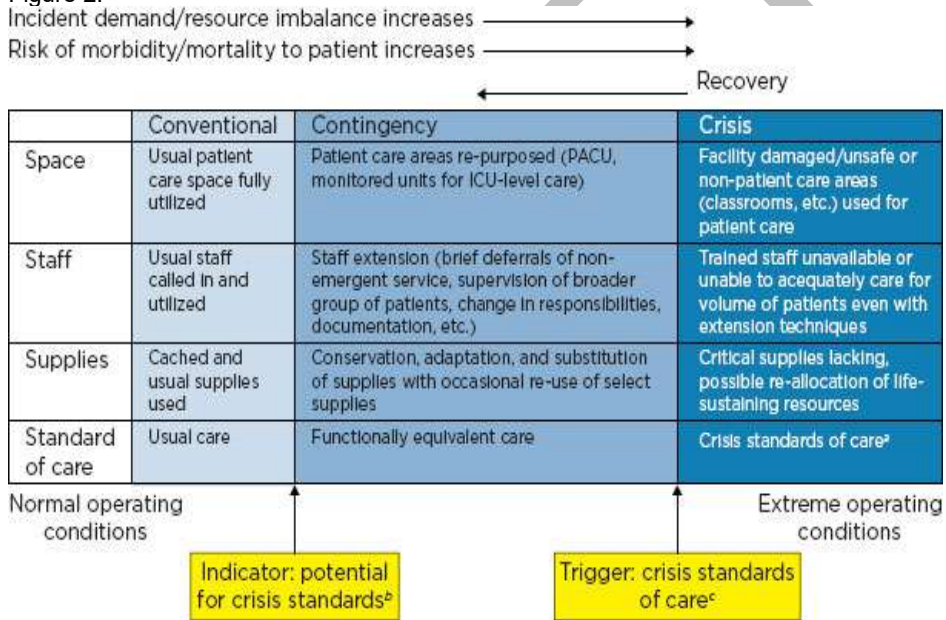 Figure 2.
Incident demand/resource imbalance increases
Risk of morbidity/mortality to patient increases
Recovery
Conventional
Contingency
Crisis
Space
Usual patient
care space fully
utilized
Patient care areas re-purposed (PACU,
monitored units for ICU-level care)
Facility damaged/unsafe or
non-patient care areas
(classrooms, etc.) used for
patient care
Staff
Usual staff
called in and
utilized
Staff extension (brief deferrals of non-
emergent service, supervision of broader
group of patients, change in responsibilities,
documentation, etc.)
Trained staff unavailable or
unable to acequately care for
volume of patients even with
extension techniques
Supplies
Cached and
usual supplies
used
Conservation, adaptation, and substitution
of supplies with occasional re-use of select
supplies
Critical supplies lacking,
possible re-allocation of life-
sustaining resources
Standard
of care
Usual care
Functionally equivalent care
Crisis standards of careᵃ
Normal operating
conditions
Extreme operating
conditions
Indicator: potential
for crisis standardsᵇ
Trigger: crisis standards
of careᶜ